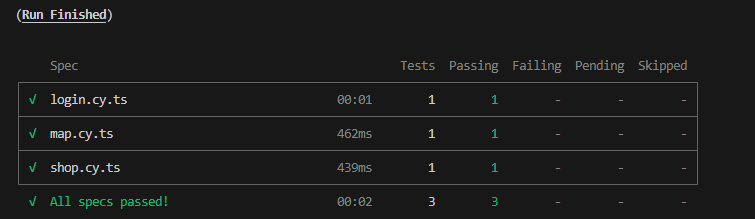 (Run Finished)
Spec Tests Passing Failing Pending Skipped
√ login.cy.ts 00:01 1 1 - - -
√ map.cy.ts 462ms 1 1 - - -
√ shop.cy.ts 439ms 1 1 - - -
√ All specs passed! 00:02 3 3 - - -